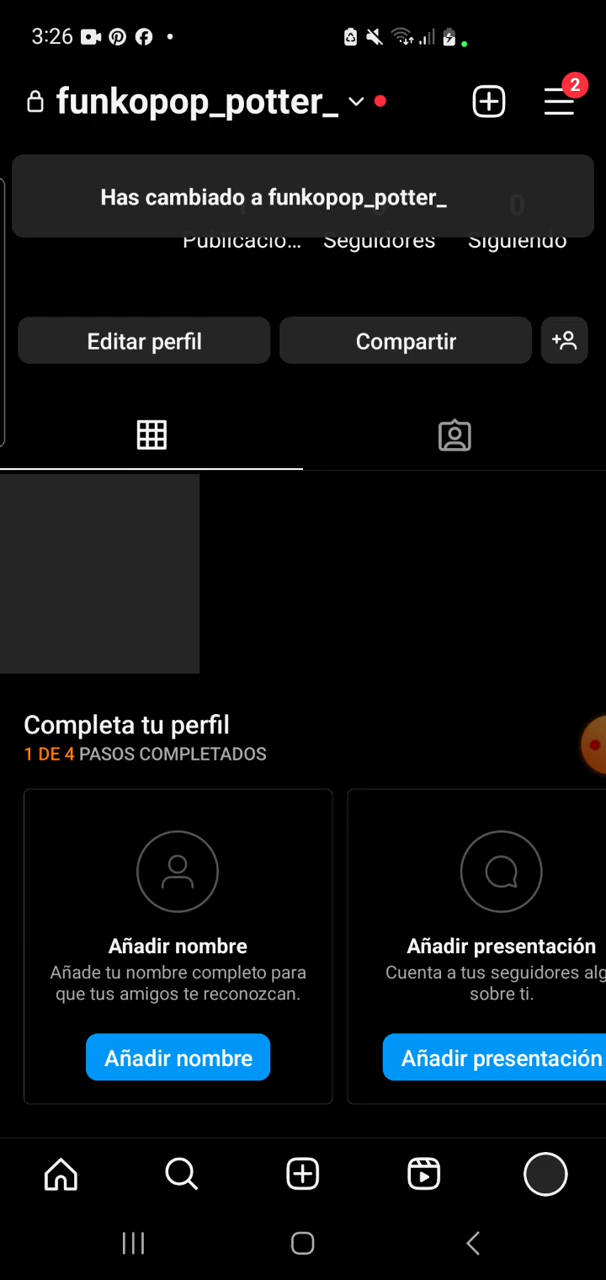 3:26
funkopop_potter_
2
Has cambiado a funkopop_potter_
0
Publicacio... Seguidores Siguiendo
Editar perfil
Compartir
Completa tu perfil
1 DE 4 PASOS COMPLETADOS
Añadir nombre
Añade tu nombre completo para
que tus amigos te reconozcan.
Añadir nombre
Añadir presentación
Cuenta a tus seguidores alg
sobre ti.
Añadir presentación